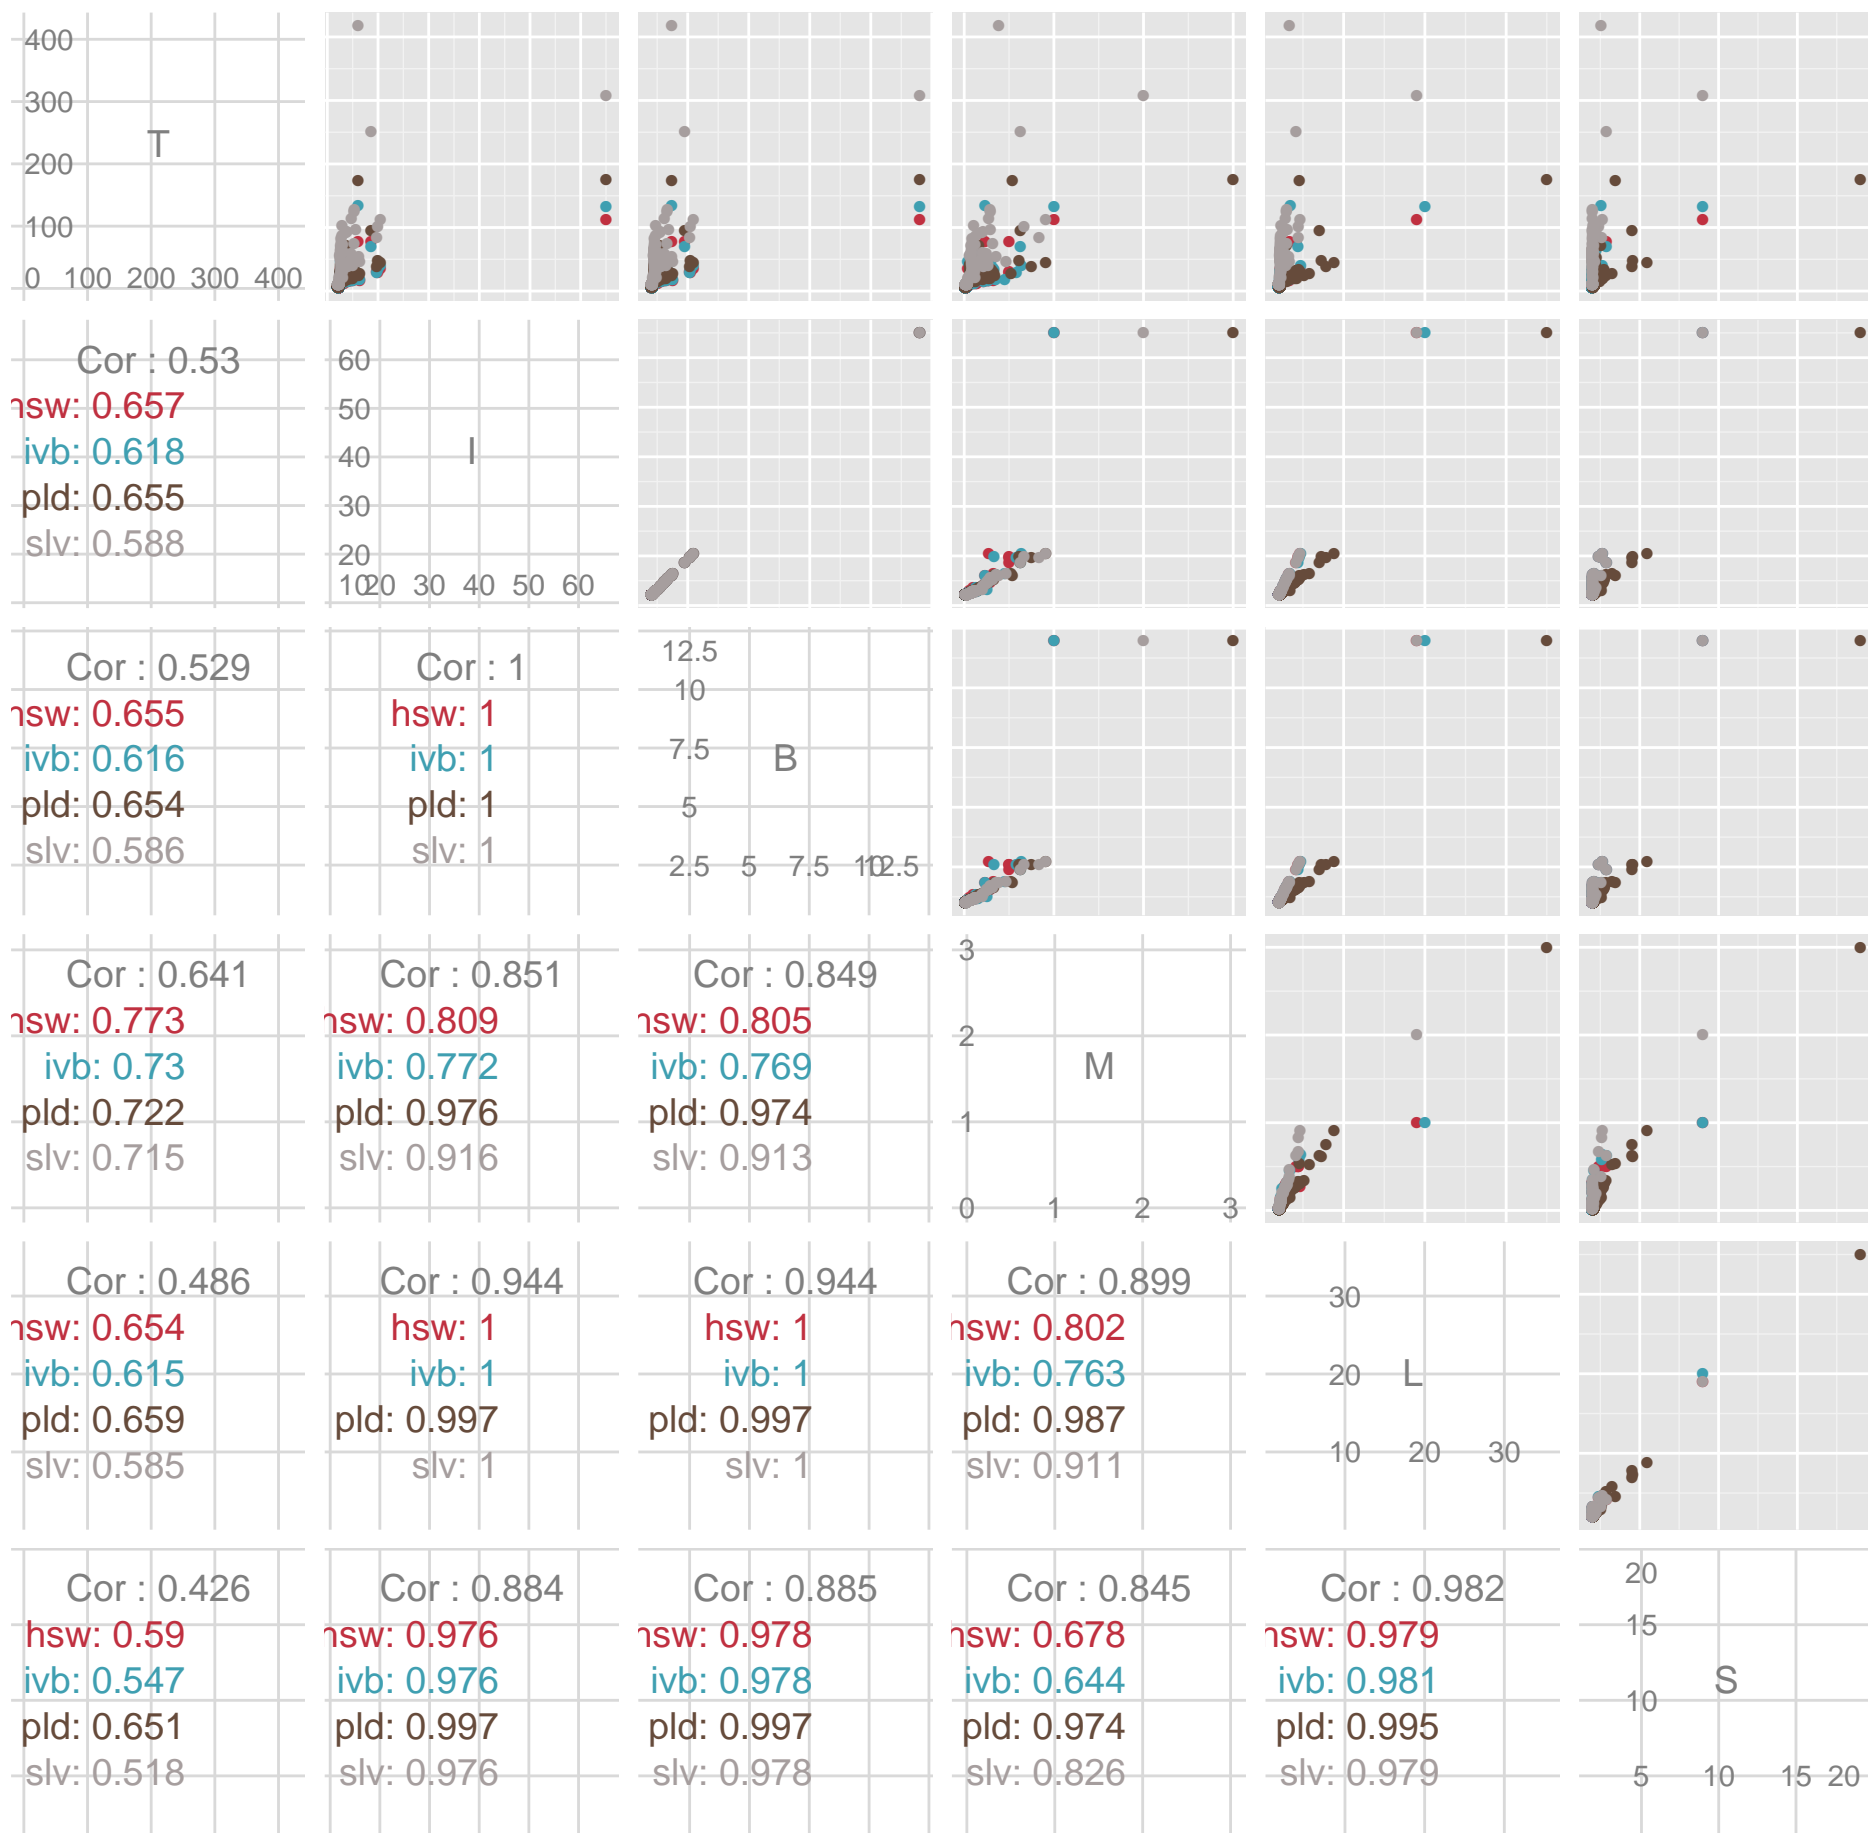 400
300
T
200
100
0 100 200 300 400
Cor : 0.53
hsw: 0.657
ivb: 0.618
pld: 0.655
slv: 0.588
60
50
I
40
30
20
10 20 30 40 50 60
Cor : 0.529
hsw: 0.655
ivb: 0.616
pld: 0.654
slv: 0.586
Cor : 1
hsw: 1
ivb: 1
pld: 1
slv: 1
12.5
10
7.5
B
5
2.5 5 7.5 10 12.5
Cor : 0.641
hsw: 0.773
ivb: 0.73
pld: 0.722
slv: 0.715
Cor : 0.851
hsw: 0.809
ivb: 0.772
pld: 0.976
slv: 0.916
Cor : 0.849
hsw: 0.805
ivb: 0.769
pld: 0.974
slv: 0.913
3
2
M
1
0 1 2 3
Cor : 0.486
hsw: 0.654
ivb: 0.615
pld: 0.659
slv: 0.585
Cor : 0.944
hsw: 1
ivb: 1
pld: 0.997
slv: 1
Cor : 0.944
hsw: 1
ivb: 1
pld: 0.997
slv: 1
Cor : 0.899
hsw: 0.802
ivb: 0.763
pld: 0.987
slv: 0.911
30
20 L
10 20 30
Cor : 0.426
hsw: 0.59
ivb: 0.547
pld: 0.651
slv: 0.518
Cor : 0.884
hsw: 0.976
ivb: 0.976
pld: 0.997
slv: 0.976
Cor : 0.885
hsw: 0.978
ivb: 0.978
pld: 0.997
slv: 0.978
Cor : 0.845
hsw: 0.678
ivb: 0.644
pld: 0.974
slv: 0.826
Cor : 0.982
hsw: 0.979
ivb: 0.981
pld: 0.995
slv: 0.979
20
15
S
10
5 10 15 20